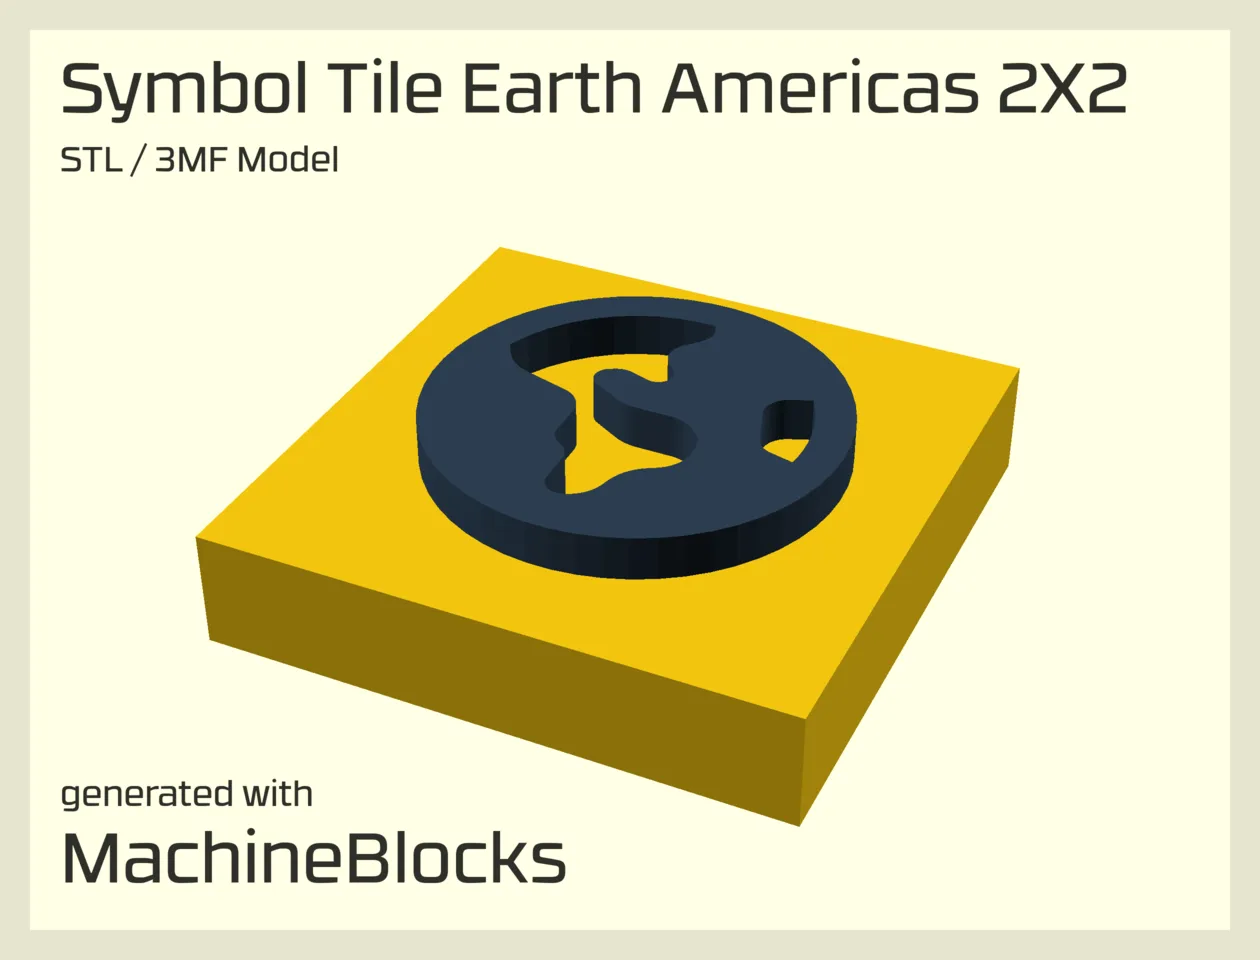 Symbol Tile Earth Americas 2X2
STL / 3MF Model
generated with
MachineBlocks